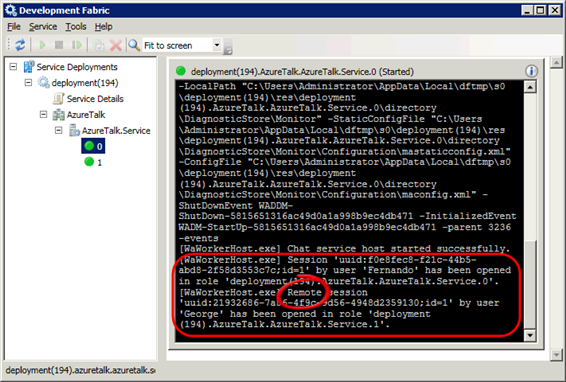 Development Fabric
File Service Tools Help
Fit to screen
Service Deployments
deployment(194)
Service Details
AzureTalk
AzureTalk.Service
0
1
deployment(194).AzureTalk.AzureTalk.Service.0 (Started)
-LocalPath "C:\Users\Administrator\AppData\Local\dftmp\s0
\deployment(194)\res\deployment
(194).AzureTalk.AzureTalk.Service.0\directory
\DiagnosticStore\Monitor" -StaticConfigFile "C:\Users
\Administrator\AppData\Local\dftmp\s0\deployment(194)\res
\deployment(194).AzureTalk.AzureTalk.Service.0\directory
\DiagnosticStore\Monitor\Configuration\mastaticconfig.xml"
-ConfigFile "C:\Users\Administrator\AppData\Local\dftmp\s0
\deployment(194)\res\deployment
(194).AzureTalk.AzureTalk.Service.0\directory
\DiagnosticStore\Monitor\Configuration\maconfig.xml" -
ShutDownEvent WADDM-
ShutDown-5815651316ac49d0a1a998b9ec4db471 -InitializedEvent
WADM-StartUp-5815651316ac49d0a1a998b9ec4db471 -parent 3236
-events
[WaWorkerHost.exe] Chat service host started successfully.
[WaWorkerHost.exe] Session 'uuid:f0e8fec8-f21c-44b5-
abd8-2f58d3553c7c;id=1' by user 'Fernando' has been opened
in role 'deployment(194).AzureTalk.AzureTalk.Service.0'.
[WaWorkerHost.exe] Remote session
'uuid:21932686-7a86-4f9c-9d56-4948d2359130;id=1' by user
'George' has been opened in role 'deployment
(194).AzureTalk.AzureTalk.Service.1'.
deployment(194).azuretalk.azuretalk.se